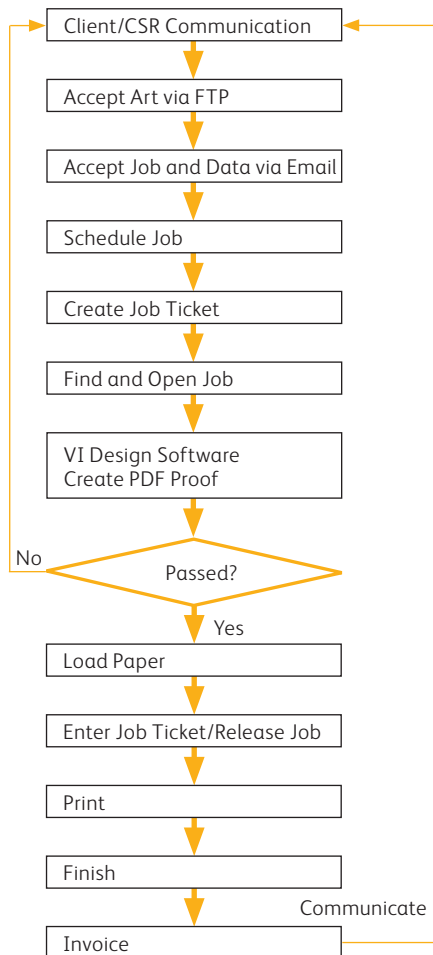 Client/CSR Communication
Accept Art via FTP
Accept Job and Data via Email
Schedule Job
Create Job Ticket
Find and Open Job
VI Design Software
Create PDF Proof
No
Passed?
Yes
Load Paper
Enter Job Ticket/Release Job
Print
Finish
Communicate
Invoice